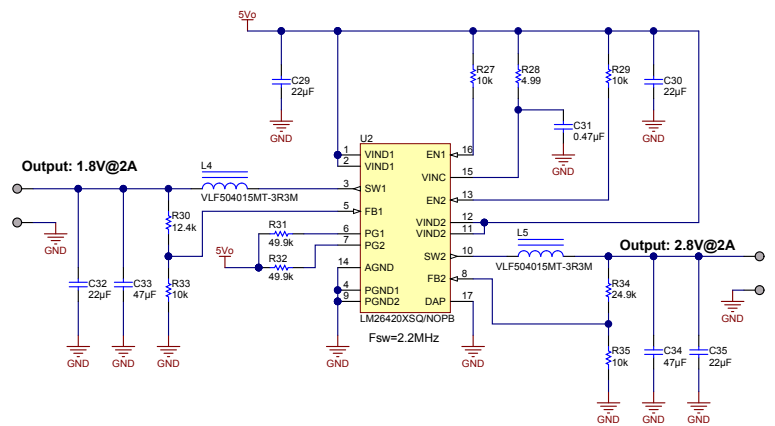 5Vo
C29
22µF
GND
R27
10k
R28
4.99
R29
10k
C30
22µF
GND
C31
0.47µF
GND
U2
1 VIND1 EN1 16
2 VIND1
VINC 15
3 SW1
EN2 13
5 FB1
VIND2 12
6 PG1 VIND2 11
7 PG2
SW2 10
14 AGND
FB2 8
4 PGND1
9 PGND2 DAP 17
LM26420XSQ/NOPB
Fsw=2.2MHz
Output: 1.8V@2A
L4
VLF504015MT-3R3M
GND
R30
12.4k
R31
49.9k
5Vo
R32
49.9k
C32
22µF
C33
47µF
R33
10k
GND
GND
GND
GND
GND
L5
VLF504015MT-3R3M
Output: 2.8V@2A
R34
24.9k
GND
R35
10k
C34
47µF
C35
22µF
GND
GND
GND